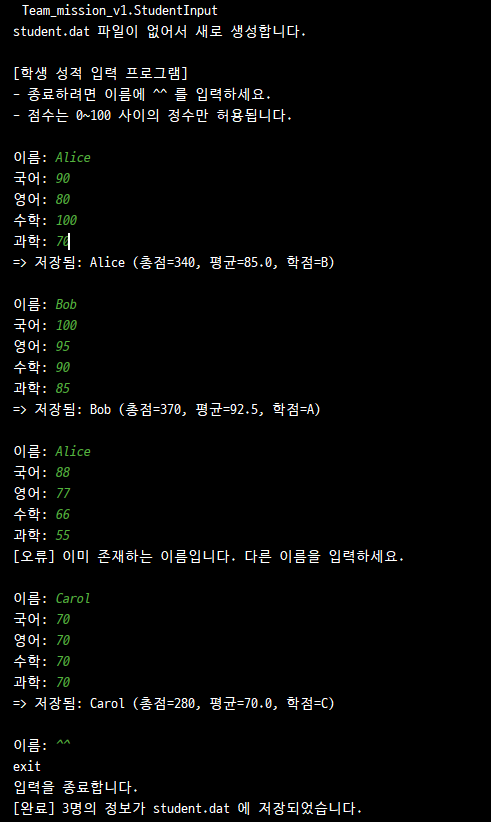 Team_mission_v1.StudentInput
student.dat 파일이 없어서 새로 생성합니다.
[학생 성적 입력 프로그램]
- 종료하려면 이름에 ^^ 를 입력하세요.
- 점수는 0~100 사이의 정수만 허용됩니다.
이름: Alice
국어: 90
영어: 80
수학: 100
과학: 70
=> 저장됨: Alice (총점=340, 평균=85.0, 학점=B)
이름: Bob
국어: 100
영어: 95
수학: 90
과학: 85
=> 저장됨: Bob (총점=370, 평균=92.5, 학점=A)
이름: Alice
국어: 88
영어: 77
수학: 66
과학: 55
[오류] 이미 존재하는 이름입니다. 다른 이름을 입력하세요.
이름: Carol
국어: 70
영어: 70
수학: 70
과학: 70
=> 저장됨: Carol (총점=280, 평균=70.0, 학점=C)
이름: ^^
exit
입력을 종료합니다.
[완료] 3명의 정보가 student.dat 에 저장되었습니다.